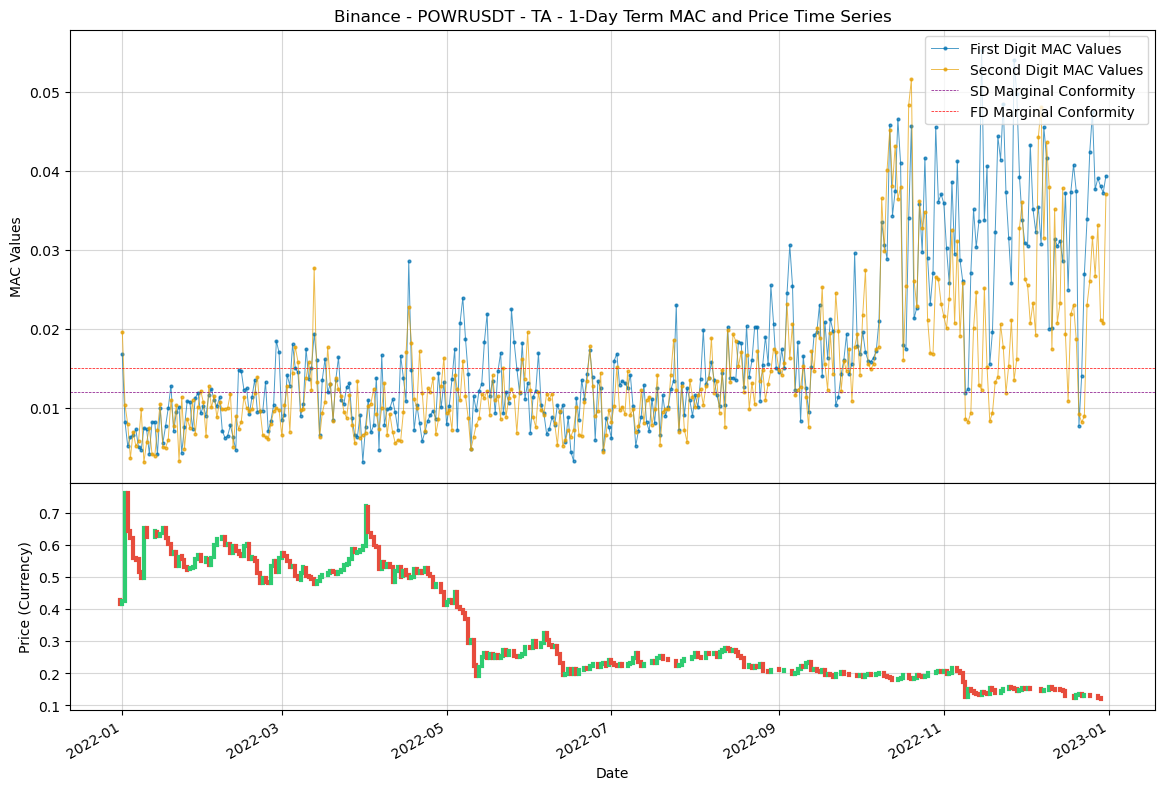 Binance - POWRUSDT - TA - 1-Day Term MAC and Price Time Series
First Digit MAC Values
Second Digit MAC Values
SD Marginal Conformity
FD Marginal Conformity
MAC Values
0.05
0.04
0.03
0.02
0.01
Price (Currency)
0.7
0.6
0.5
0.4
0.3
0.2
0.1
2022-01
2022-03
2022-05
2022-07
2022-09
2022-11
2023-01
Date